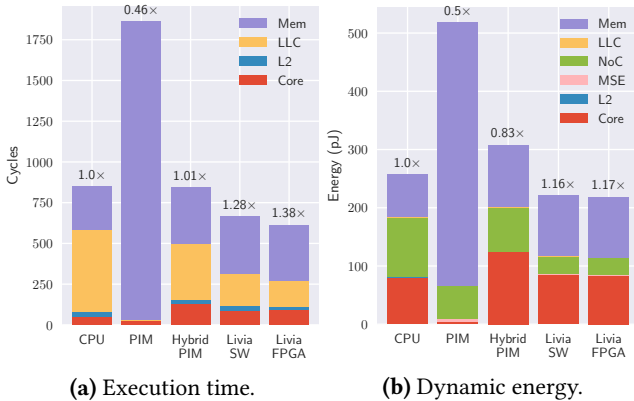 0.46×
1750
1500
1250
1000
750
500
250
0
Cycles
Mem
LLC
L2
Core
1.0×
1.01×
1.28×
1.38×
CPU
PIM
Hybrid
PIM
Livia
SW
Livia
FPGA
(a) Execution time.
0.5×
500
400
300
200
100
0
Energy (pJ)
Mem
LLC
NoC
MSE
L2
Core
1.0×
0.83×
1.16×
1.17×
CPU
PIM
Hybrid
PIM
Livia
SW
Livia
FPGA
(b) Dynamic energy.